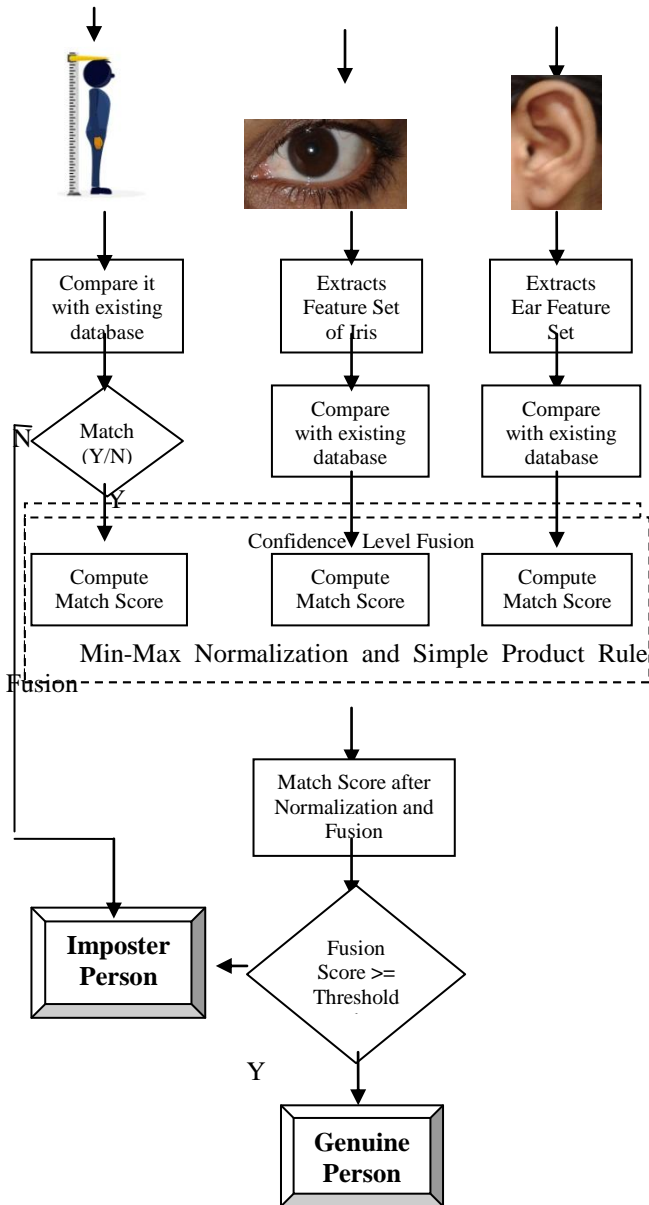 Compare it
with existing
database
Extracts
Feature Set
of Iris
Extracts
Ear Feature
Set
Match
(Y/N)
N
Y
Compare
with existing
database
Compare
with existing
database
Confidence Level Fusion
Compute
Match Score
Compute
Match Score
Compute
Match Score
Min-Max Normalization and Simple Product Rule
Fusion
Match Score after
Normalization and
Fusion
Imposter
Person
Fusion
Score >=
Threshold
Y
Genuine
Person